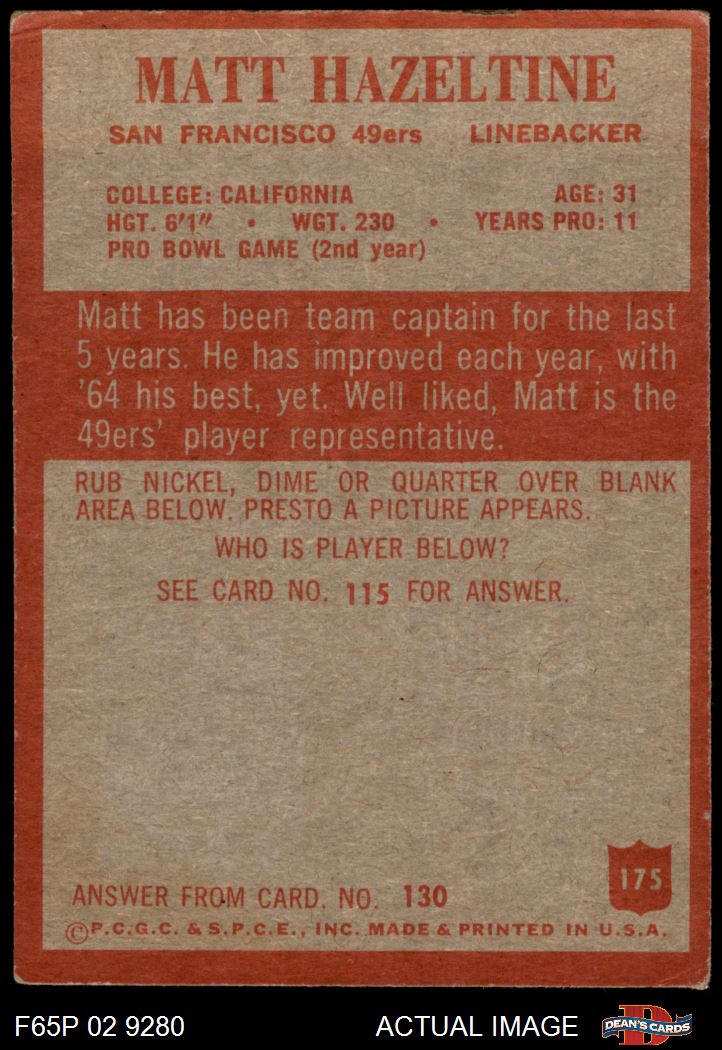 MATT HAZELTINE
SAN FRANCISCO 49ers LINEBACKER
COLLEGE: CALIFORNIA AGE: 31
HGT. 6'1" • WGT. 230 • YEARS PRO: 11
PRO BOWL GAME (2nd year)
Matt has been team captain for the last
5 years. He has improved each year, with
'64 his best, yet. Well liked, Matt is the
49ers' player representative.
RUB NICKEL, DIME OR QUARTER OVER BLANK
AREA BELOW. PRESTO A PICTURE APPEARS.
WHO IS PLAYER BELOW?
SEE CARD NO. 115 FOR ANSWER.
175
ANSWER FROM CARD. NO. 130
©P.C.G.C. & S.P.C.E., INC. MADE & PRINTED IN U.S.A.
F65P 02 9280 ACTUAL IMAGE D DEAN'S CARDS